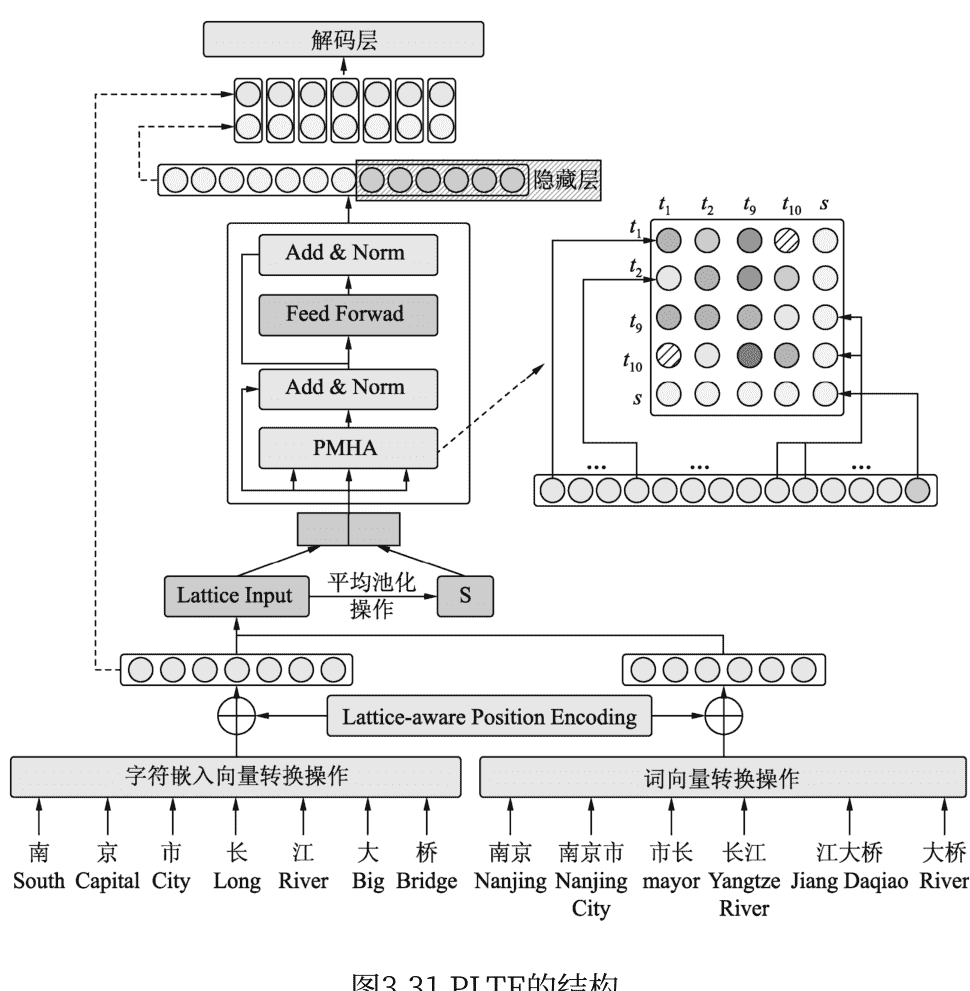 解码层
隐藏层
t1 t2 t9 t10 s
t1
t2
t9
t10
s
Add & Norm
Feed Forwad
Add & Norm
PMHA
... ... ...
Lattice Input
平均池化
操作
S
Lattice-aware Position Encoding
字符嵌入向量转换操作
词向量转换操作
南 京 市 长 江 大 桥
South Capital City Long River Big Bridge
南京 南京市 市长 长江 江大桥 大桥
Nanjing Nanjing mayor Yangtze Jiang Daqiao River
City River
图3.31 PLTE的结构